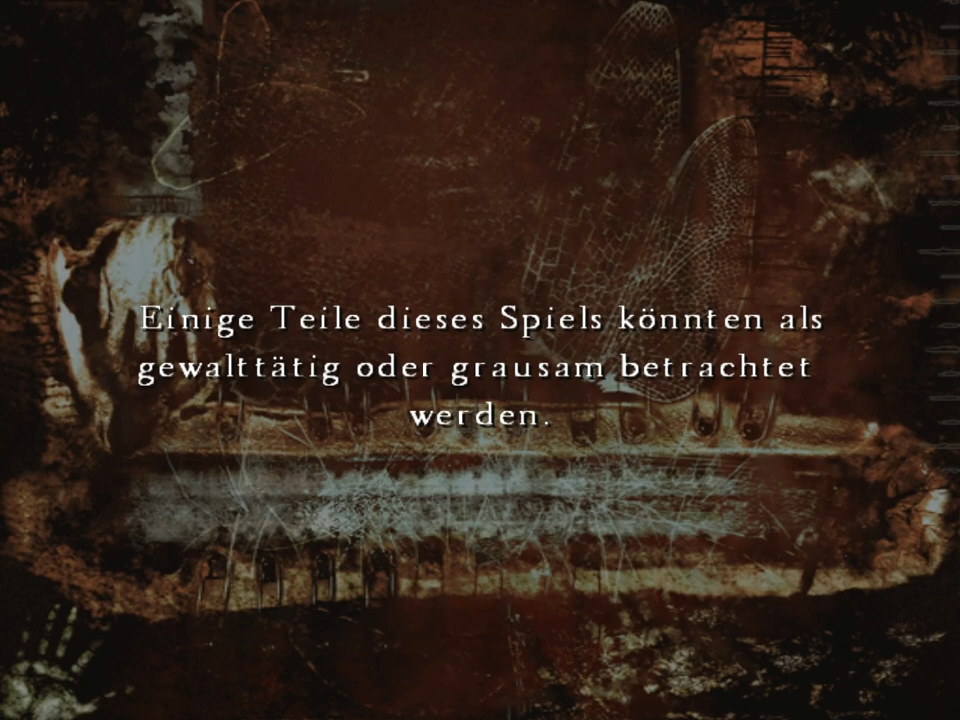 Einige Teile dieses Spiels könnten als
gewalttätig oder grausam betrachtet
werden.